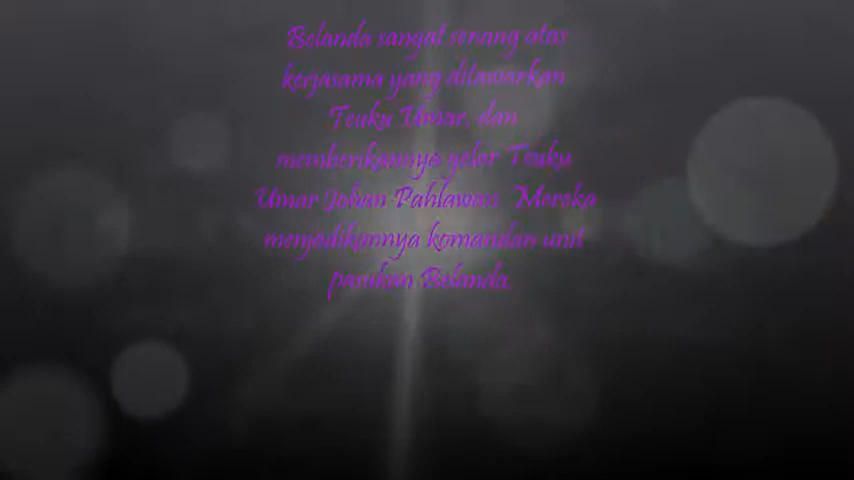 Belanda sangat senang atas
kerjasama yang ditawarkan
Teuku Umar, dan
memberikannya gelar Teuku
Umar Johan Pahlawan. Mereka
menjadikannya komandan unit
pasukan Belanda.